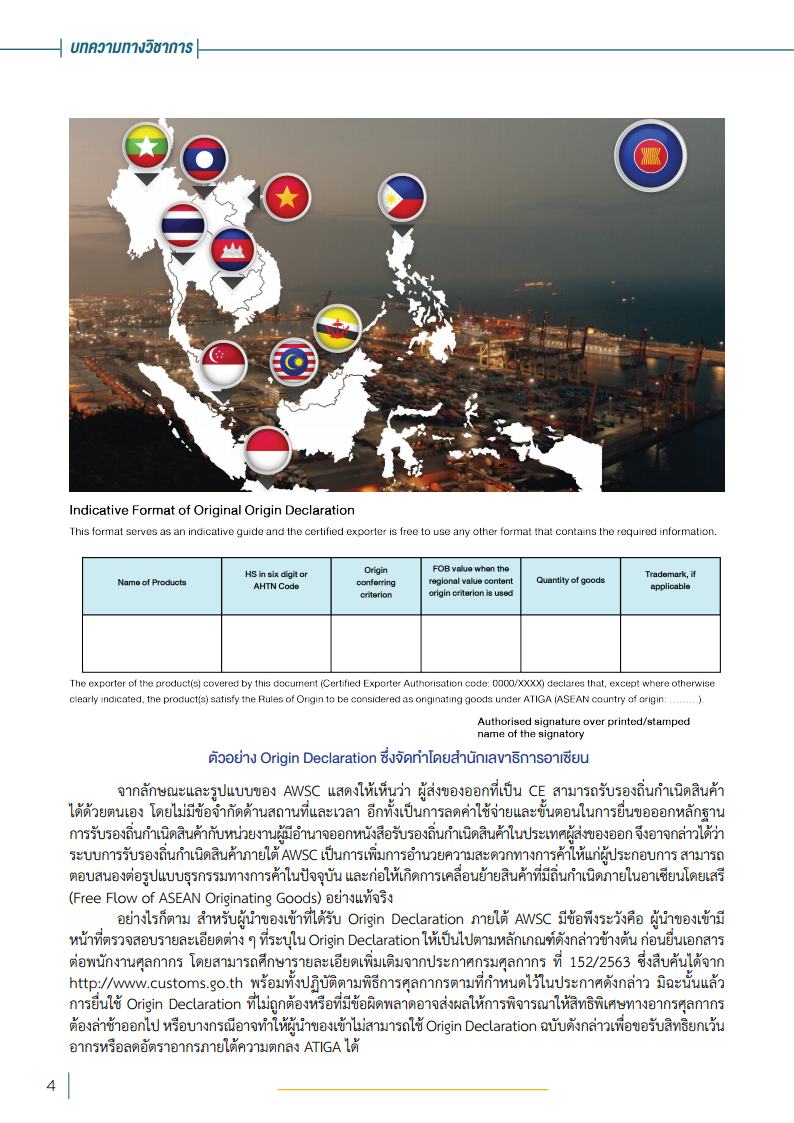 บทความทางวิชาการ
Indicative Format of Original Origin Declaration
This format serves as an indicative guide and the certified exporter is free to use any other format that contains the required information.
Name of Products
HS in six digit or
AHTN Code
Origin
conferring
criterion
FOB value when the
regional value content
origin criterion is used
Quantity of goods
Trademark, if
applicable
The exporter of the product(s) covered by this document (Certified Exporter Authorisation code: 0000/XXXX) declares that, except where otherwise
clearly indicated, the product(s) satisfy the Rules of Origin to be considered as originating goods under ATIGA (ASEAN country of origin: .........).
Authorised signature over printed/stamped
name of the signatory
ตัวอย่าง Origin Declaration ซึ่งจัดทำโดยสำนักเลขาธิการอาเซียน
จากลักษณะและรูปแบบของ AWSC แสดงให้เห็นว่า ผู้ส่งของออกที่เป็น CE สามารถรับรองถิ่นกำเนิดสินค้า
ได้ด้วยตนเอง โดยไม่มีข้อจำกัดด้านสถานที่และเวลา อีกทั้งเป็นการลดค่าใช้จ่ายและขั้นตอนในการยื่นขอออกหลักฐาน
การรับรองถิ่นกำเนิดสินค้ากับหน่วยงานผู้มีอำนาจออกหนังสือรับรองถิ่นกำเนิดสินค้าในประเทศผู้ส่งของออก จึงอาจกล่าวได้ว่า
ระบบการรับรองถิ่นกำเนิดสินค้าภายใต้ AWSC เป็นการเพิ่มการอำนวยความสะดวกทางการค้าให้แก่ผู้ประกอบการ สามารถ
ตอบสนองต่อรูปแบบธุรกรรมทางการค้าในปัจจุบัน และก่อให้เกิดการเคลื่อนย้ายสินค้าที่มีถิ่นกำเนิดภายในอาเซียนโดยเสรี
(Free Flow of ASEAN Originating Goods) อย่างแท้จริง
อย่างไรก็ตาม สำหรับผู้นำของเข้าที่ได้รับ Origin Declaration ภายใต้ AWSC มีข้อพึงระวังคือ ผู้นำของเข้ามี
หน้าที่ตรวจสอบรายละเอียดต่าง ๆ ที่ระบุใน Origin Declaration ให้เป็นไปตามหลักเกณฑ์ดังกล่าวข้างต้น ก่อนยื่นเอกสาร
ต่อพนักงานศุลกากร โดยสามารถศึกษารายละเอียดเพิ่มเติมจากประกาศกรมศุลกากร ที่ 152/2563 ซึ่งสืบค้นได้จาก
http://www.customs.go.th พร้อมทั้งปฏิบัติตามพิธีการศุลกากรตามที่กำหนดไว้ในประกาศดังกล่าว มิฉะนั้นแล้ว
การยื่นใช้ Origin Declaration ที่ไม่ถูกต้องหรือที่มีข้อผิดพลาดอาจส่งผลให้การพิจารณาให้สิทธิพิเศษทางอากรศุลกากร
ต้องล่าช้าออกไป หรือบางกรณีอาจทำให้ผู้นำของเข้าไม่สามารถใช้ Origin Declaration ฉบับดังกล่าวเพื่อขอรับสิทธิยกเว้น
อากรหรือลดอัตราอากรภายใต้ความตกลง ATIGA ได้
4